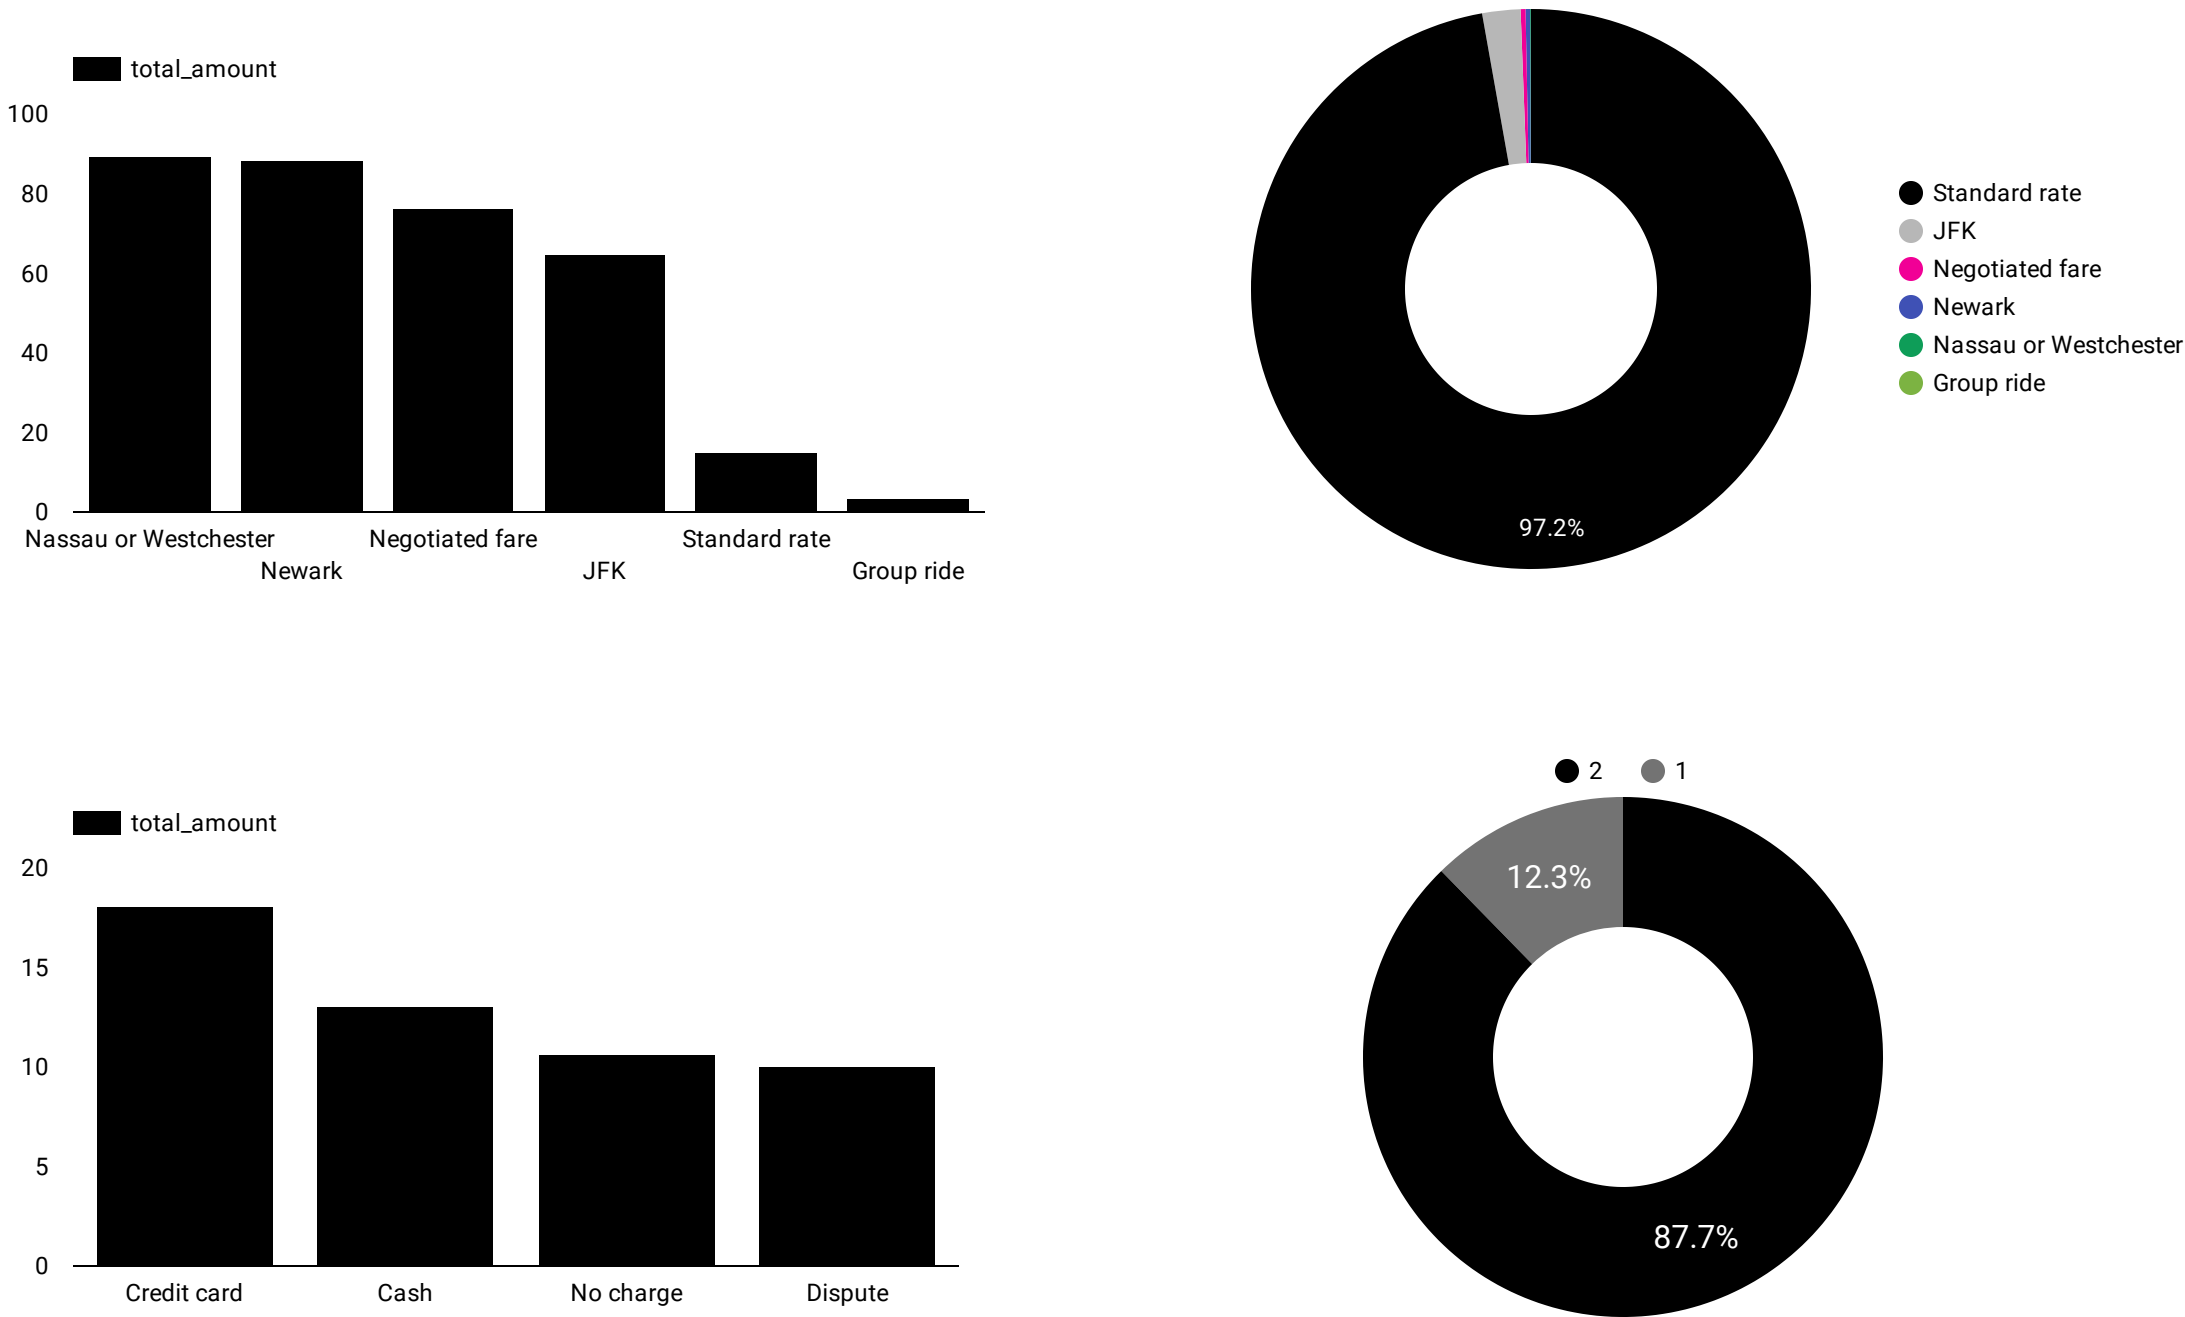 total_amount
100
80
60
40
20
0
Nassau or Westchester
Newark
Negotiated fare
JFK
Standard rate
Group ride
97.2%
Standard rate
JFK
Negotiated fare
Newark
Nassau or Westchester
Group ride
total_amount
20
15
10
5
0
Credit card Cash No charge Dispute
2 1
12.3%
87.7%